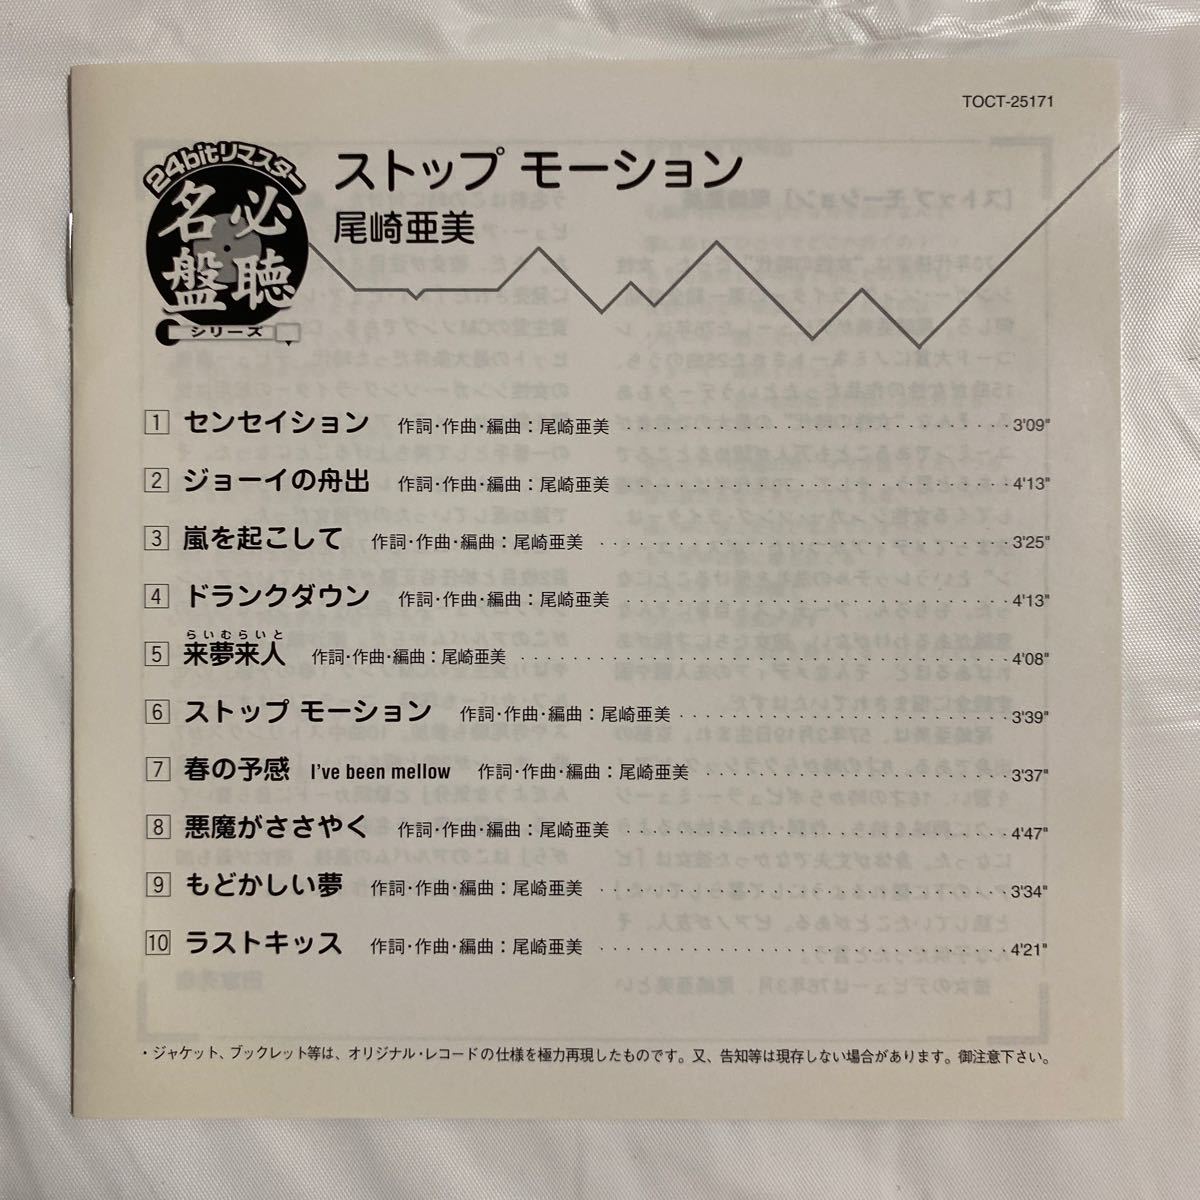 TOCT-25171
24bitリマスター
必聴
名盤
シリーズ
ストップ モーション
尾崎亜美
1 センセイション 作詞・作曲・編曲：尾崎亜美 3'09"
2 ジョーイの舟出 作詞・作曲・編曲：尾崎亜美 4'13"
3 嵐を起こして 作詞・作曲・編曲：尾崎亜美 3'25"
4 ドランクダウン 作詞・作曲・編曲：尾崎亜美 4'13"
らいむらいと
5 来夢来人 作詞・作曲・編曲：尾崎亜美 4'08"
6 ストップ モーション 作詞・作曲・編曲：尾崎亜美 3'39"
7 春の予感 I've been mellow 作詞・作曲・編曲：尾崎亜美 3'37"
8 悪魔がささやく 作詞・作曲・編曲：尾崎亜美 4'47"
9 もどかしい夢 作詞・作曲・編曲：尾崎亜美 3'34"
10 ラストキッス 作詞・作曲・編曲：尾崎亜美 4'21"
・ジャケット、ブックレット等は、オリジナル・レコードの仕様を極力再現したものです。又、告知等は現存しない場合があります。御注意下さい。